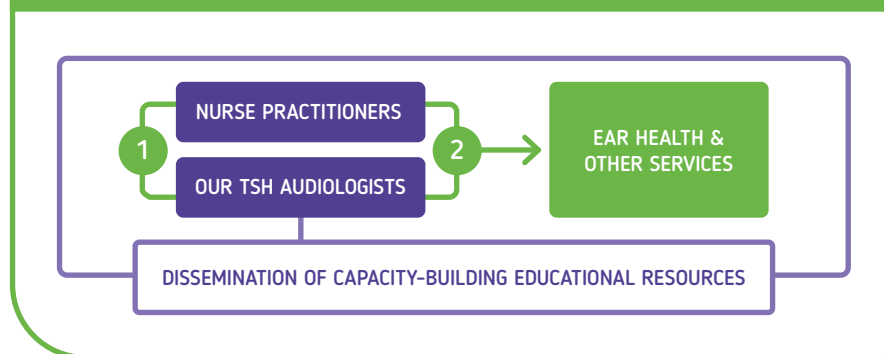 NURSE PRACTITIONERS
1
2
OUR TSH AUDIOLOGISTS
EAR HEALTH &
OTHER SERVICES
DISSEMINATION OF CAPACITY-BUILDING EDUCATIONAL RESOURCES